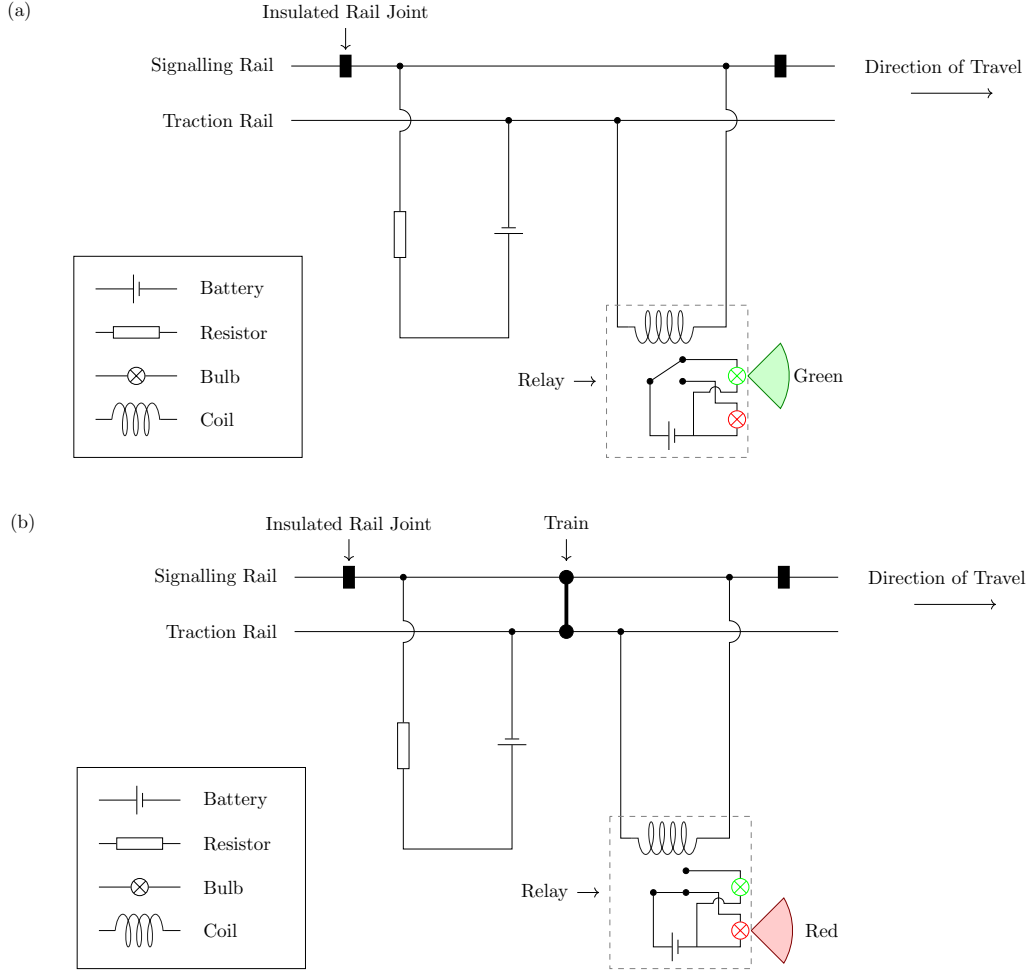 (a)
Insulated Rail Joint
Signalling Rail
Direction of Travel
Traction Rail
Battery
Resistor
Bulb
Coil
Relay
Green
(b)
Insulated Rail Joint
Train
Signalling Rail
Direction of Travel
Traction Rail
Battery
Resistor
Bulb
Coil
Relay
Red